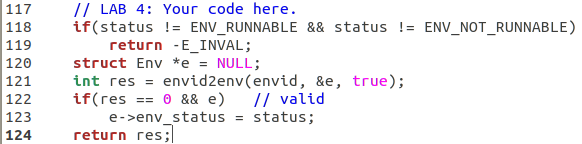 117 // LAB 4: Your code here.
118 if(status != ENV_RUNNABLE && status != ENV_NOT_RUNNABLE)
119 return -E_INVAL;
120 struct Env *e = NULL;
121 int res = envid2env(envid, &e, true);
122 if(res == 0 && e) // valid
123 e->env_status = status;
124 return res;